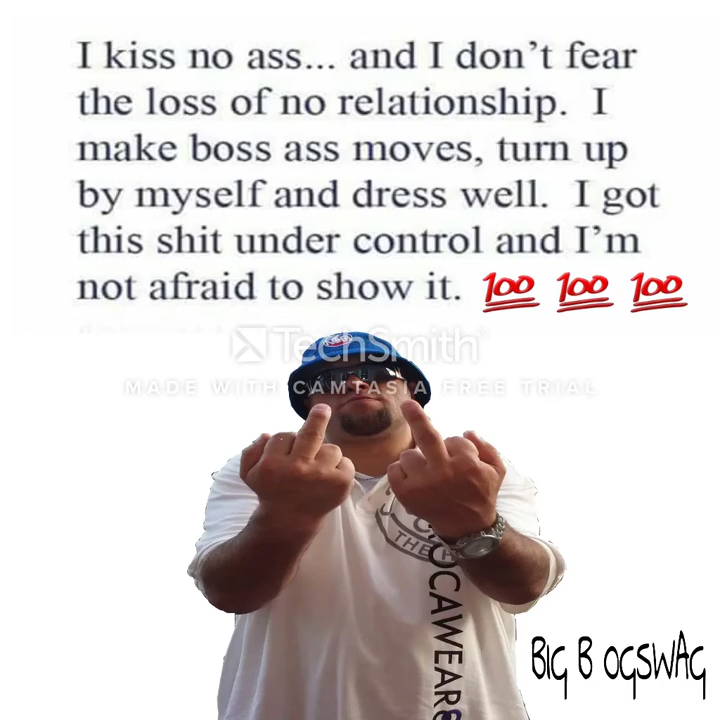 I kiss no ass... and I don't fear
the loss of no relationship. I
make boss ass moves, turn up
by myself and dress well. I got
this shit under control and I'm
not afraid to show it. 💯 💯 💯
TechSmith
MADE WITH CAMTASIA FREE TRIAL
THE
ROCAWEAR
BIG B OGSWAG